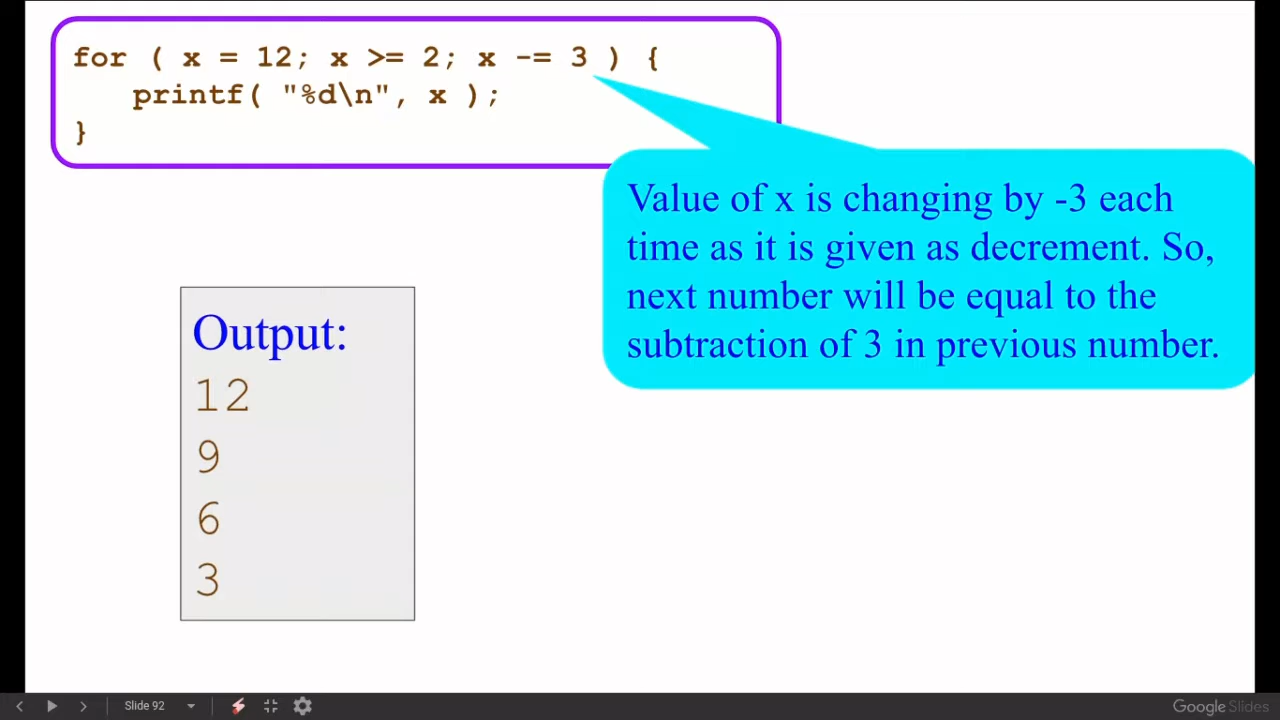 for ( x = 12; x >= 2; x -= 3 ) {
printf( "%d\n", x );
}
Value of x is changing by -3 each
time as it is given as decrement. So,
next number will be equal to the
subtraction of 3 in previous number.
Output:
12
9
6
3
Slide 92
Google Slides